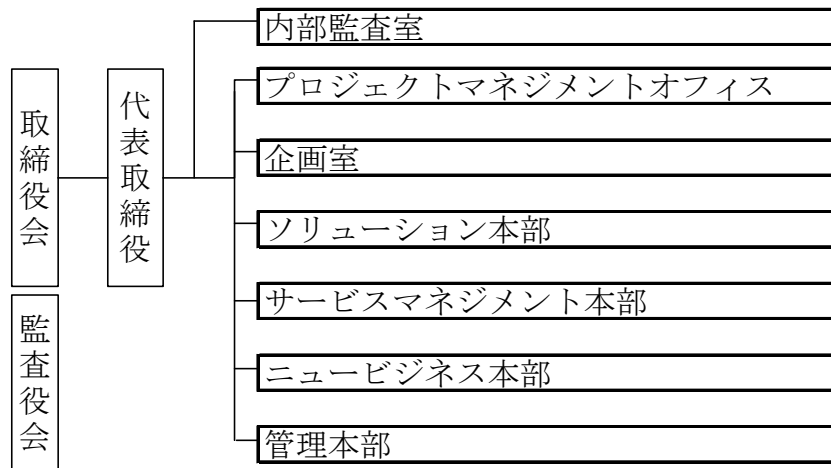 取締役会
監査役会
代表取締役
内部監査室
プロジェクトマネジメントオフィス
企画室
ソリューション本部
サービスマネジメント本部
ニュービジネス本部
管理本部